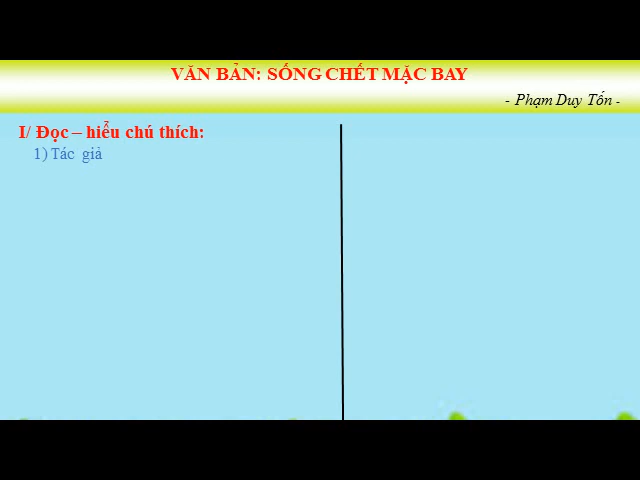 VĂN BẢN: SỐNG CHẾT MẶC BAY
- Phạm Duy Tốn -
I/ Đọc – hiểu chú thích:
1) Tác giả